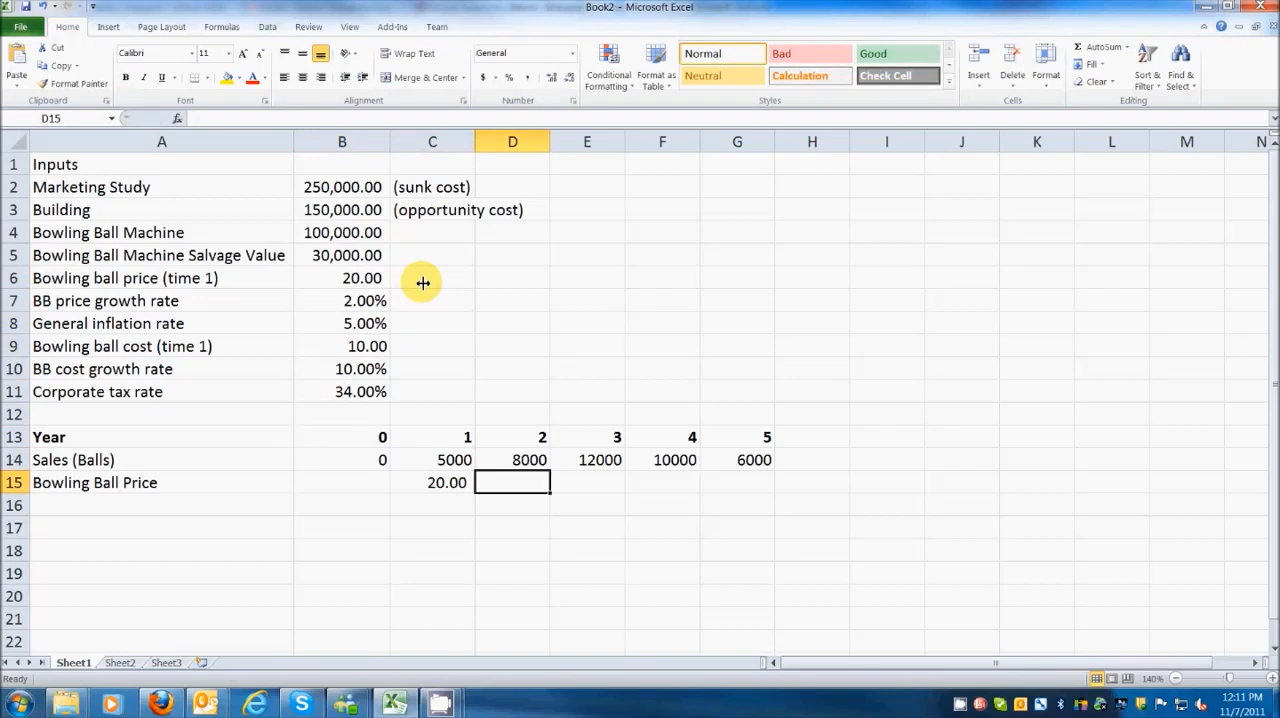 Book2 - Microsoft Excel
File Home Insert Page Layout Formulas Data Review View Add-Ins Team
Cut
Copy
Format Painter
Paste
Clipboard
Calibri 11
B I U
Font
Wrap Text
Merge & Center
Alignment
General
$ % ,
Number
Conditional Formatting
Format as Table
Normal Bad Good
Neutral Calculation Check Cell
Styles
Insert Delete Format
Cells
AutoSum
Fill
Clear
Sort & Filter
Find & Select
Editing
D15 fx
A B C D E F G H I J K L M N
1 Inputs
2 Marketing Study 250,000.00 (sunk cost)
3 Building 150,000.00 (opportunity cost)
4 Bowling Ball Machine 100,000.00
5 Bowling Ball Machine Salvage Value 30,000.00
6 Bowling ball price (time 1) 20.00
7 BB price growth rate 2.00%
8 General inflation rate 5.00%
9 Bowling ball cost (time 1) 10.00
10 BB cost growth rate 10.00%
11 Corporate tax rate 34.00%
12
13 Year 0 1 2 3 4 5
14 Sales (Balls) 0 5000 8000 12000 10000 6000
15 Bowling Ball Price 20.00
16
17
18
19
20
21
22
Sheet1 Sheet2 Sheet3
Ready 140%
12:11 PM
11/7/2011